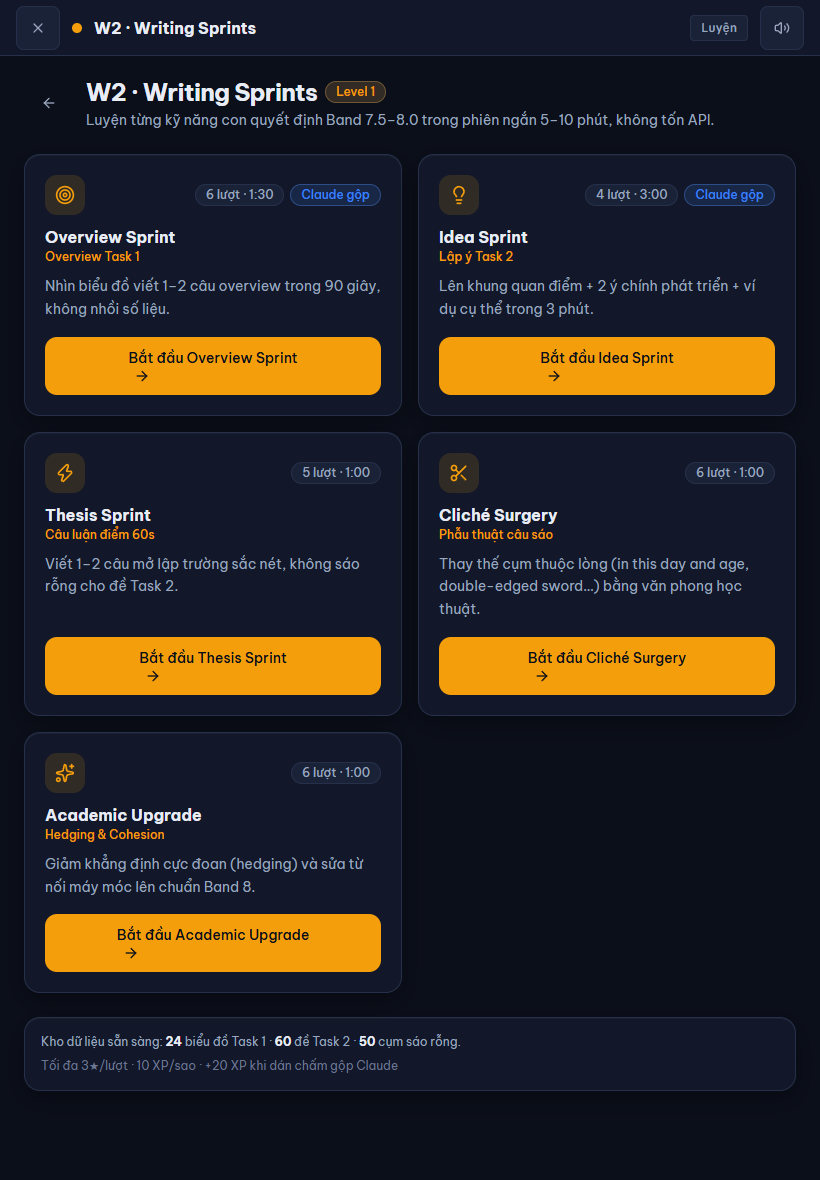 W2 · Writing Sprints
Luyện
W2 · Writing Sprints
Level 1
Luyện từng kỹ năng con quyết định Band 7.5–8.0 trong phiên ngắn 5–10 phút, không tốn API.
6 lượt · 1:30
Claude gộp
Overview Sprint
Overview Task 1
Nhìn biểu đồ viết 1–2 câu overview trong 90 giây,
không nhồi số liệu.
Bắt đầu Overview Sprint
→
4 lượt · 3:00
Claude gộp
Idea Sprint
Lập ý Task 2
Lên khung quan điểm + 2 ý chính phát triển + ví
dụ cụ thể trong 3 phút.
Bắt đầu Idea Sprint
→
5 lượt · 1:00
Thesis Sprint
Câu luận điểm 60s
Viết 1–2 câu mở lập trường sắc nét, không sáo
rỗng cho đề Task 2.
Bắt đầu Thesis Sprint
→
6 lượt · 1:00
Cliché Surgery
Phẫu thuật câu sáo
Thay thế cụm thuộc lòng (in this day and age,
double-edged sword…) bằng văn phong học
thuật.
Bắt đầu Cliché Surgery
→
6 lượt · 1:00
Academic Upgrade
Hedging & Cohesion
Giảm khẳng định cực đoan (hedging) và sửa từ
nối máy móc lên chuẩn Band 8.
Bắt đầu Academic Upgrade
→
Kho dữ liệu sẵn sàng: 24 biểu đồ Task 1 · 60 đề Task 2 · 50 cụm sáo rỗng.
Tối đa 3★/lượt · 10 XP/sao · +20 XP khi dán chấm gộp Claude